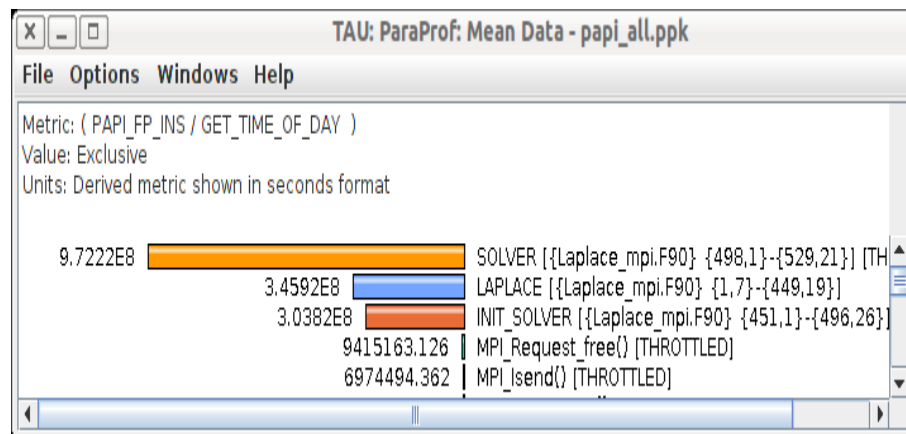 TAU: ParaProf: Mean Data - papi_all.ppk
File Options Windows Help
Metric: ( PAPI_FP_INS / GET_TIME_OF_DAY )
Value: Exclusive
Units: Derived metric shown in seconds format
9.7222E8 SOLVER [{Laplace_mpi.F90} {498,1}-{529,21}] [TH
3.4592E8 LAPLACE [{Laplace_mpi.F90} {1,7}-{449,19}]
3.0382E8 INIT_SOLVER [{Laplace_mpi.F90} {451,1}-{496,26}]
9415163.126 MPI_Request_free() [THROTTLED]
6974494.362 MPI_Isend() [THROTTLED]